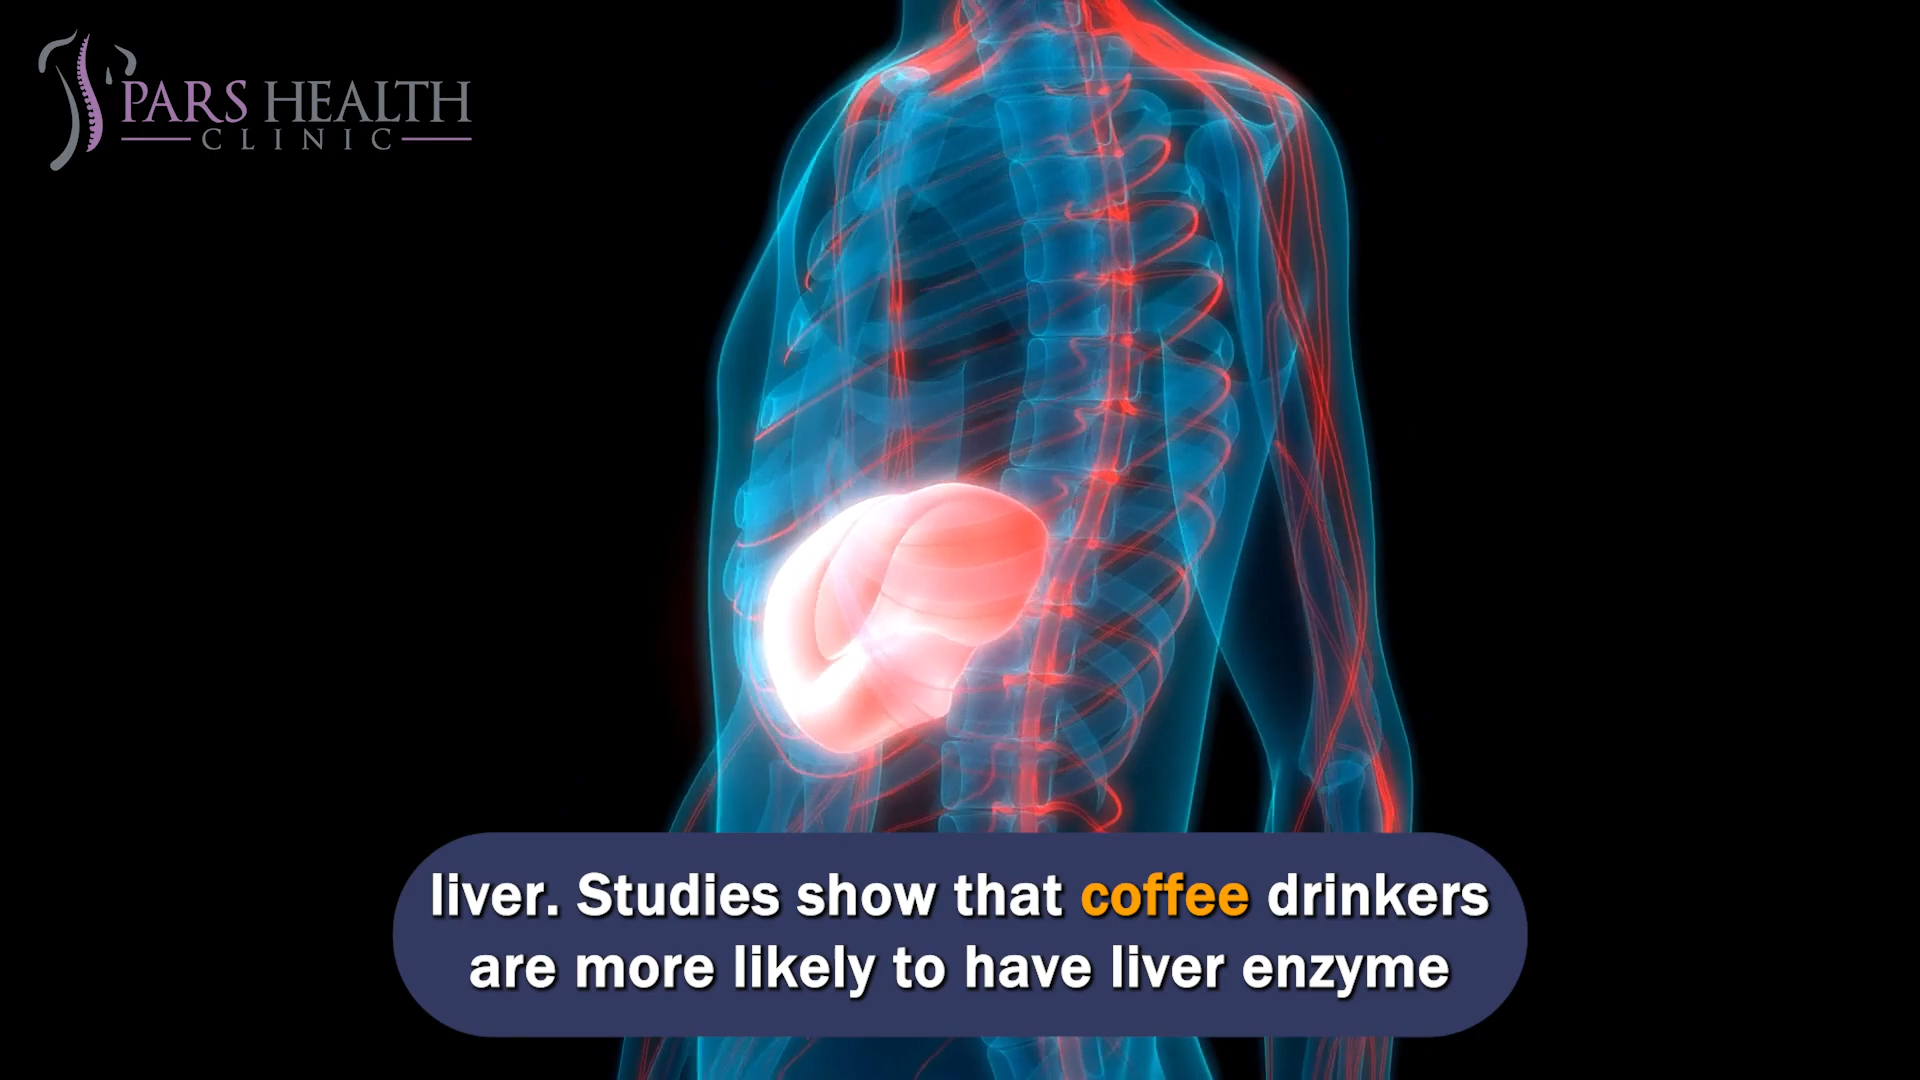 PARS HEALTH
CLINIC
liver. Studies show that coffee drinkers
are more likely to have liver enzyme